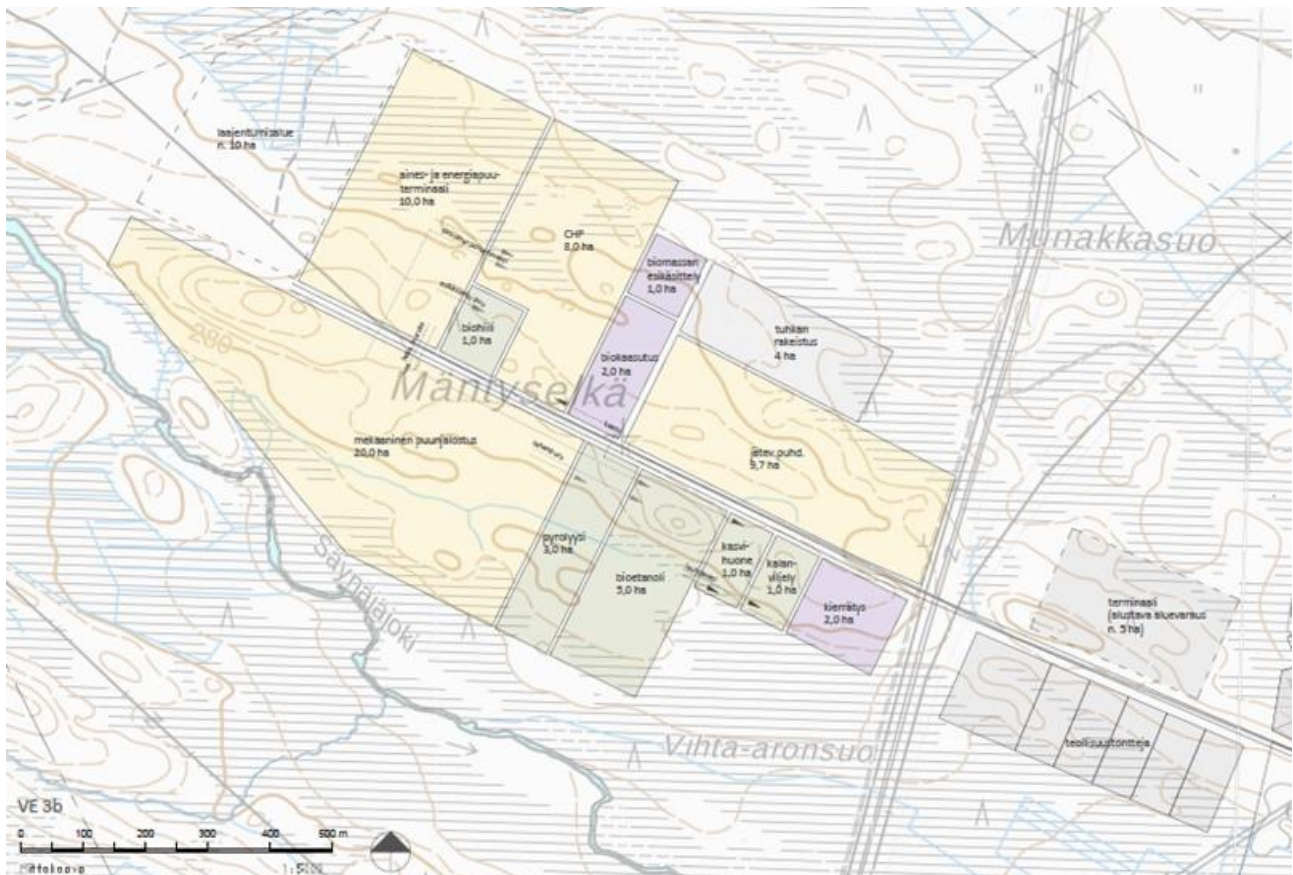 laajentumisalue
n. 10 ha
aines- ja energiapuu-
terminaali
10,0 ha
CHP
8,0 ha
Munakkasuo
biomassan
esikäsittely
1,0 ha
biohiili
1,0 ha
tuhkan
rakeistus
4 ha
280
biokaasutus
2,0 ha
Mäntyselkä
mekaaninen puunjalostus
20,0 ha
jätev.puhd.
9,7 ha
pyrolyysi
3,0 ha
bioetanoli
5,0 ha
kasvi-
huone
1,0 ha
kalan-
viljely
1,0 ha
kierrätys
2,0 ha
terminaali
(alustava aluevaraus
n. 5 ha)
Säynäjäjoki
Vihta-aronsuo
teollisuustontteja
VE 3b
0 100 200 300 400 500 m
Mittakaava